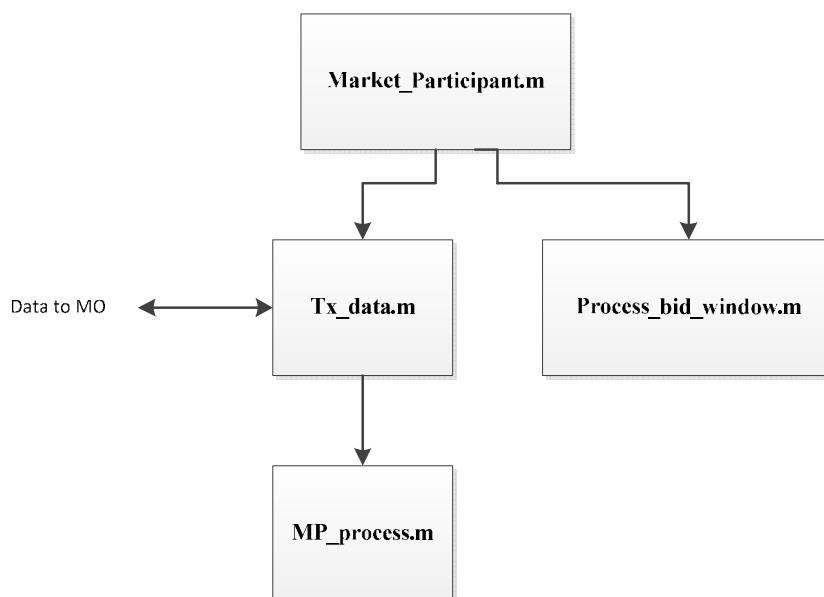 Market_Participant.m
Data to MO
Tx_data.m
Process_bid_window.m
MP_process.m